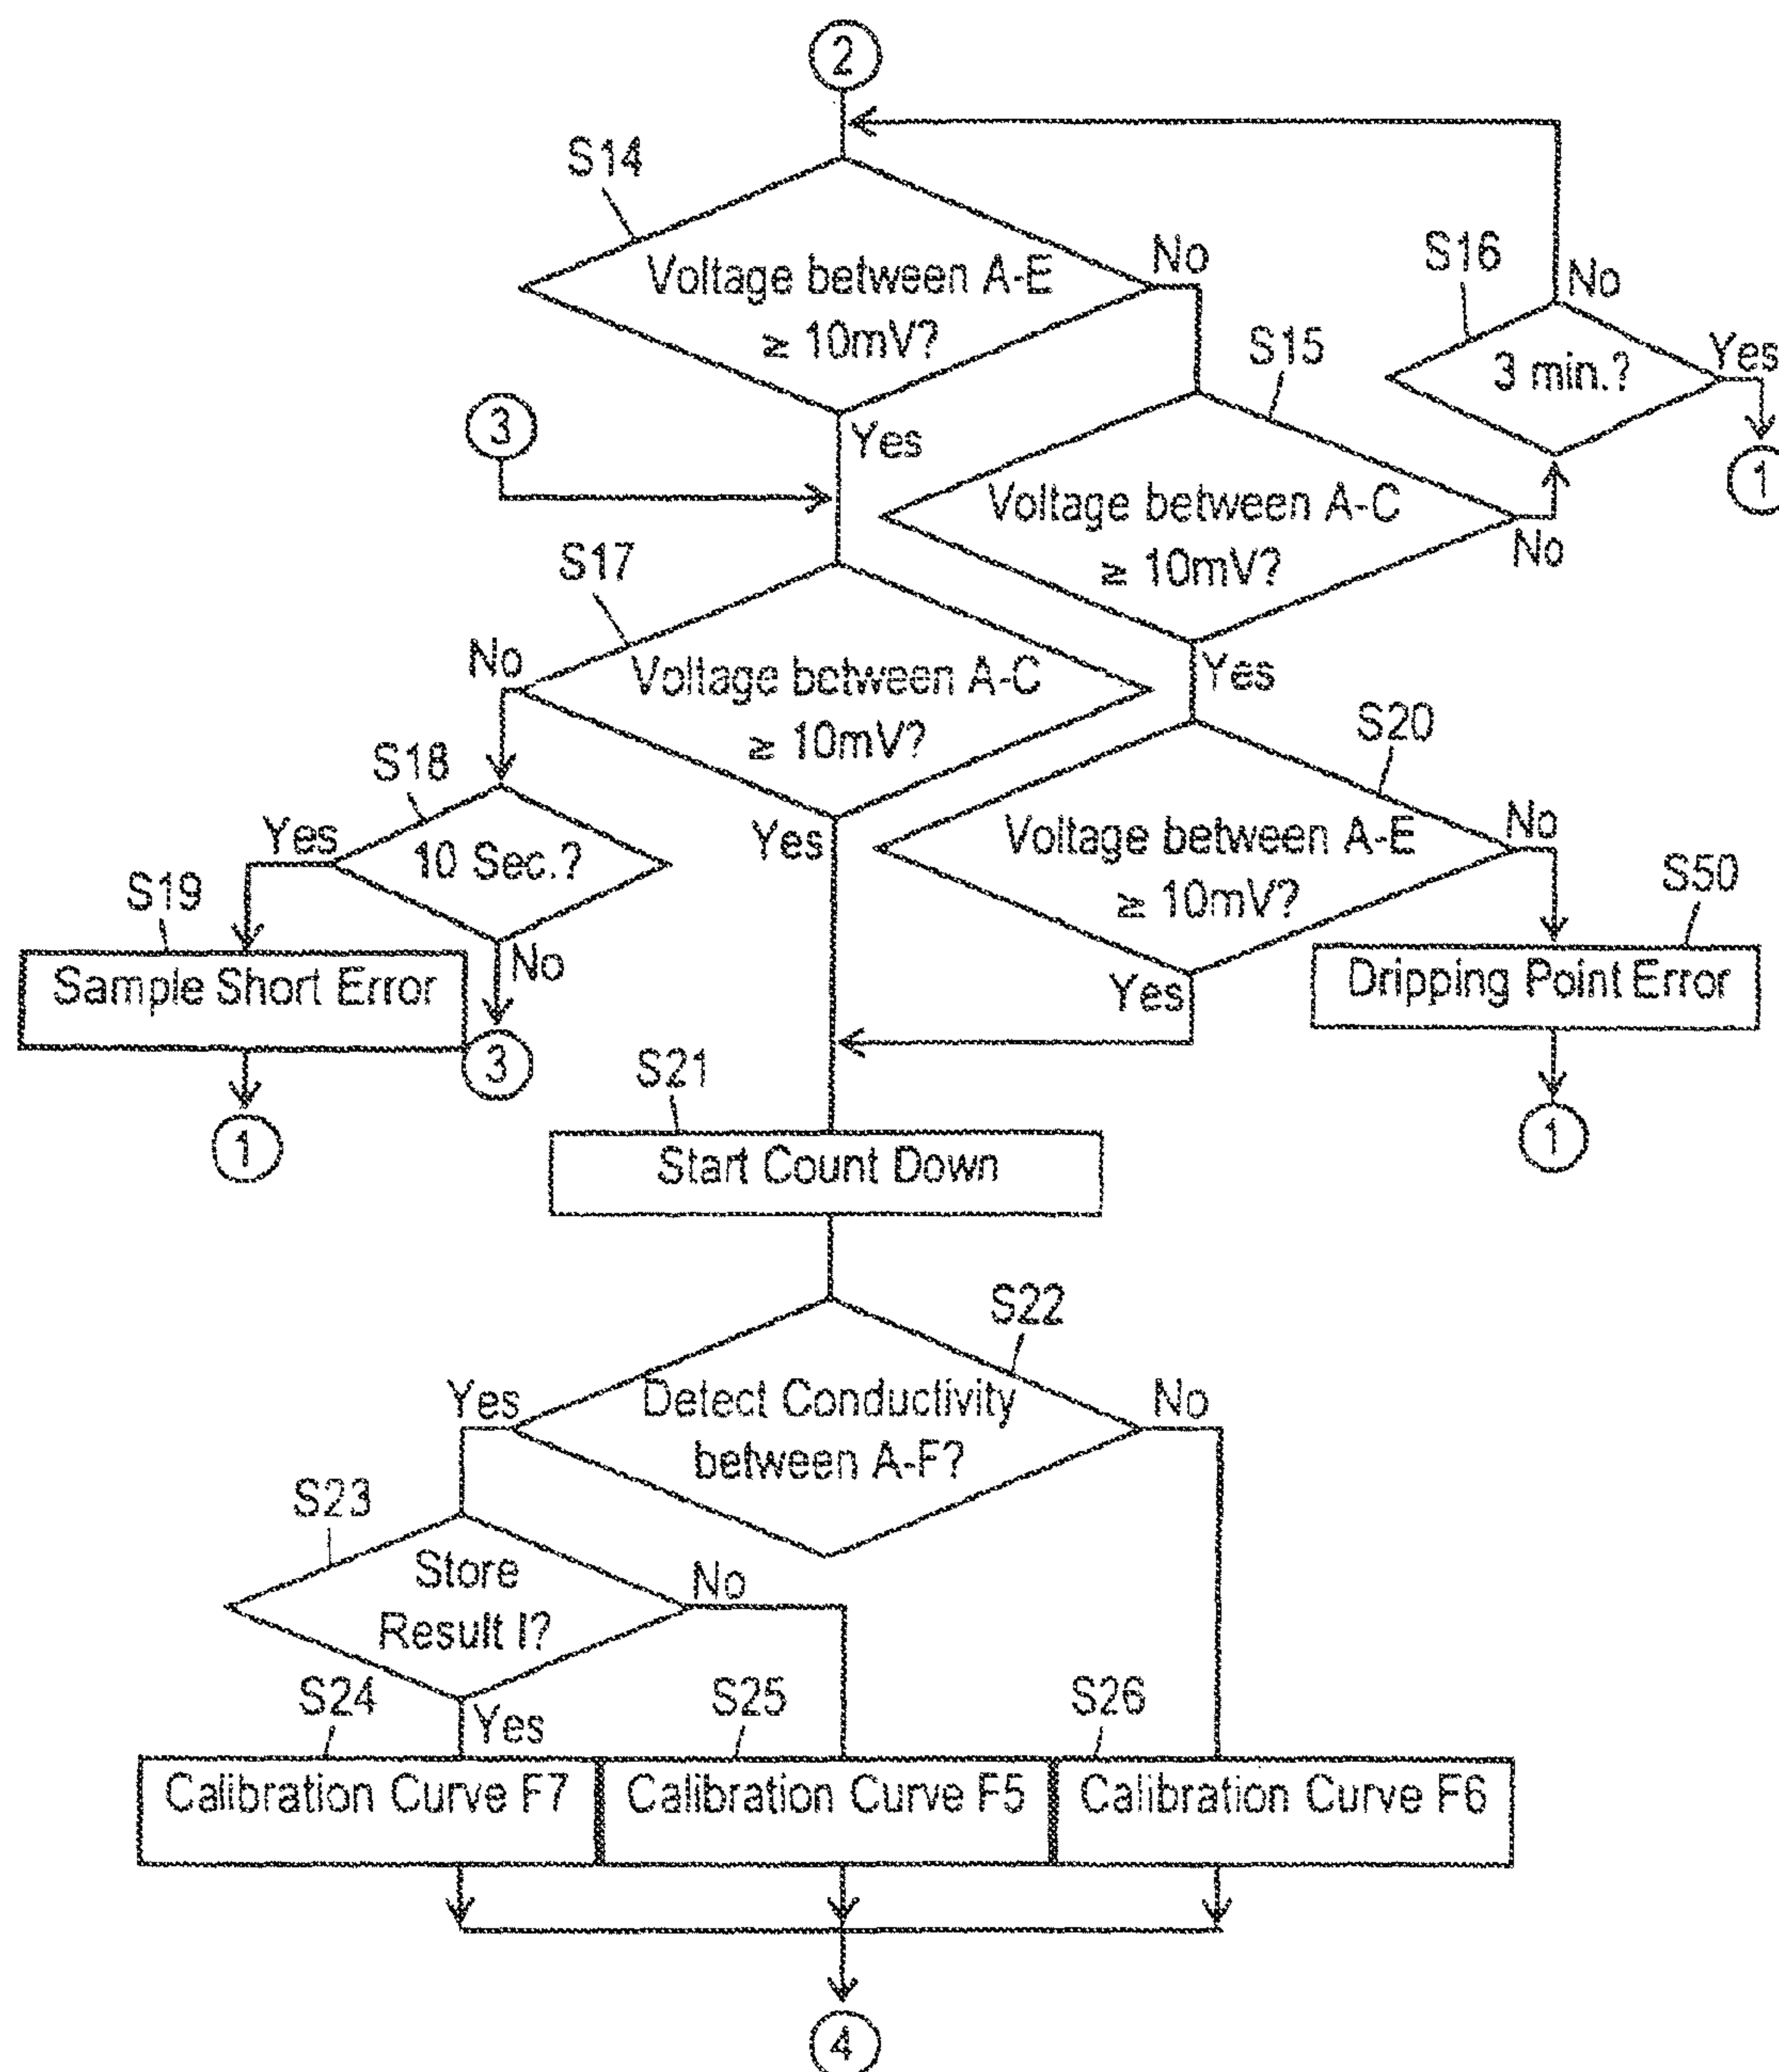 2
S14
Voltage between A-E
≥ 10mV?
No
Yes
S16
3 min.?
No
Yes
1
S15
Voltage between A-C
≥ 10mV?
No
Yes
3
S17
Voltage between A-C
≥ 10mV?
No
Yes
S18
10 Sec.?
Yes
No
3
S19
Sample Short Error
1
S20
Voltage between A-E
≥ 10mV?
No
Yes
S50
Dripping Point Error
1
S21
Start Count Down
S22
Detect Conductivity
between A-F?
Yes
No
S23
Store
Result I?
No
Yes
S24
Calibration Curve F7
S25
Calibration Curve F5
S26
Calibration Curve F6
4